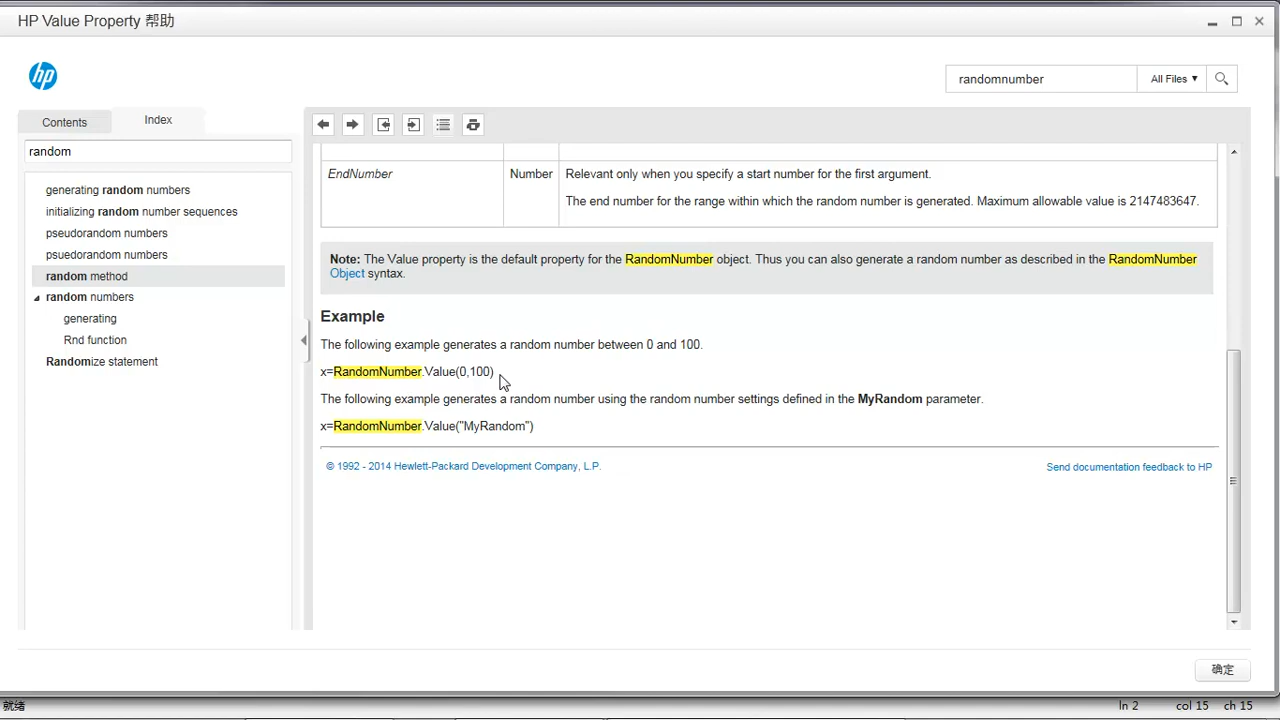 HP Value Property 帮助
hp
randomnumber
All Files ▼
Contents
Index
random
generating random numbers
initializing random number sequences
pseudorandom numbers
psuedorandom numbers
random method
random numbers
generating
Rnd function
Randomize statement
EndNumber
Number
Relevant only when you specify a start number for the first argument.
The end number for the range within which the random number is generated. Maximum allowable value is 2147483647.
Note: The Value property is the default property for the RandomNumber object. Thus you can also generate a random number as described in the RandomNumber
Object syntax.
Example
The following example generates a random number between 0 and 100.
x=RandomNumber.Value(0,100)
The following example generates a random number using the random number settings defined in the MyRandom parameter.
x=RandomNumber.Value("MyRandom")
© 1992 - 2014 Hewlett-Packard Development Company, L.P.
Send documentation feedback to HP
确定
就绪
ln 2
col 15
ch 15